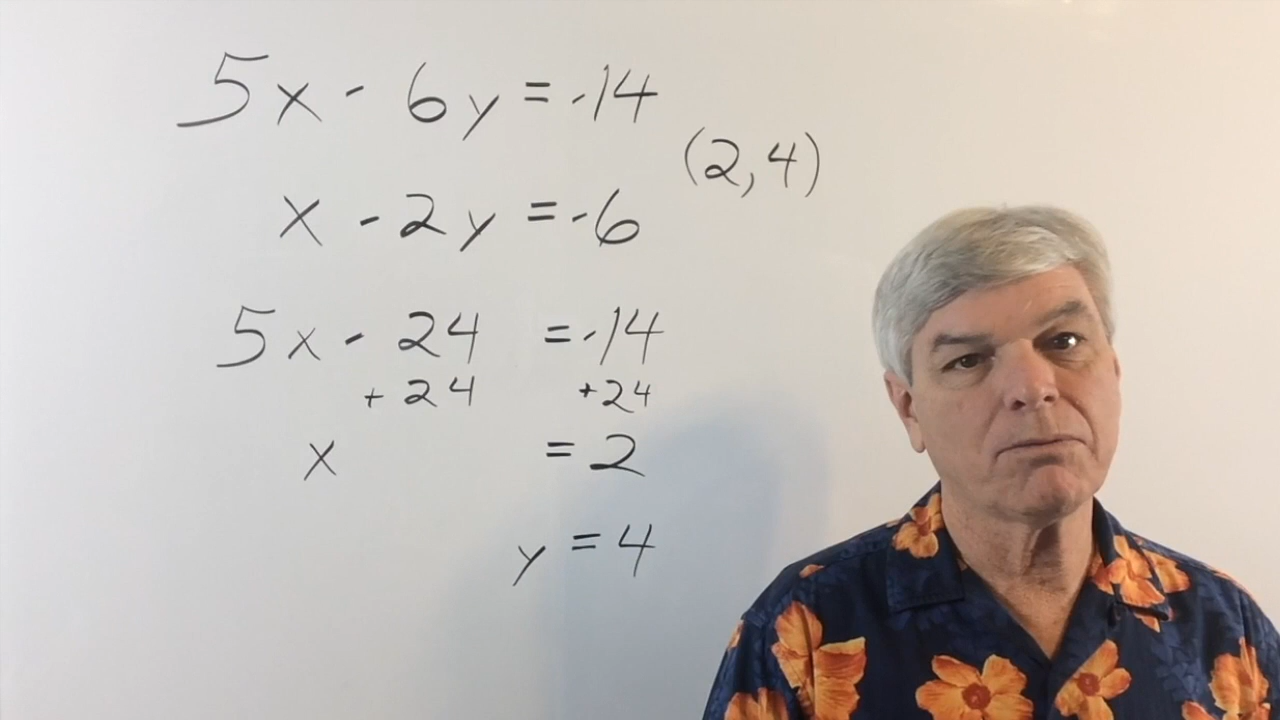 5x - 6y = -14
(2,4)
x - 2y = -6
5x - 24 = -14
+ 24 +24
x = 2
y = 4